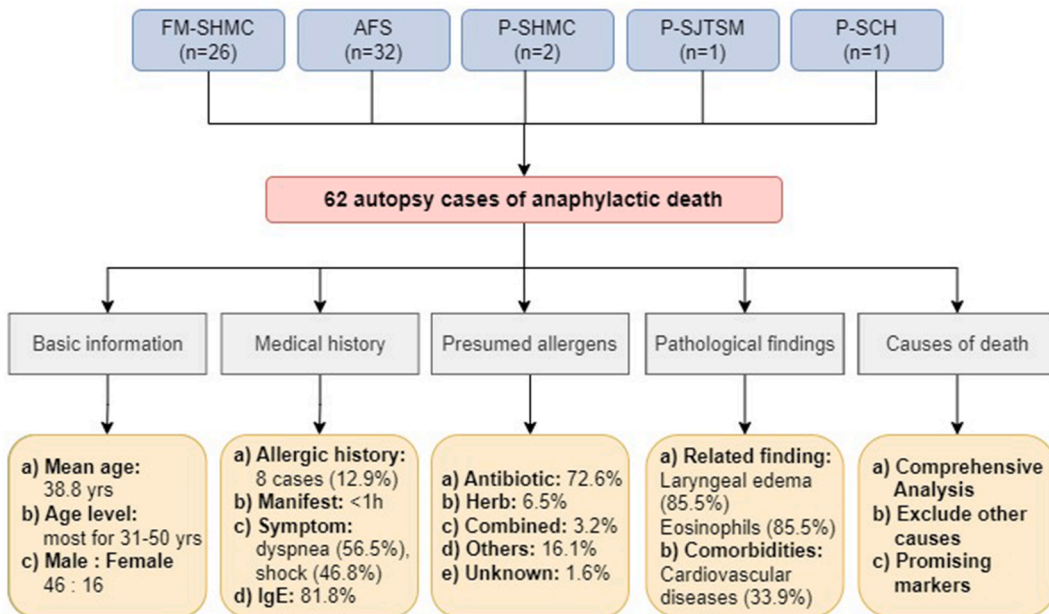 FM-SHMC
(n=26)
AFS
(n=32)
P-SHMC
(n=2)
P-SJTSM
(n=1)
P-SCH
(n=1)
62 autopsy cases of anaphylactic death
Basic information
Medical history
Presumed allergens
Pathological findings
Causes of death
a) Mean age:
38.8 yrs
b) Age level:
most for 31-50 yrs
c) Male : Female
46 : 16
a) Allergic history:
8 cases (12.9%)
b) Manifest: <1h
c) Symptom:
dyspnea (56.5%),
shock (46.8%)
d) IgE: 81.8%
a) Antibiotic: 72.6%
b) Herb: 6.5%
c) Combined: 3.2%
d) Others: 16.1%
e) Unknown: 1.6%
a) Related finding:
Laryngeal edema
(85.5%)
Eosinophils (85.5%)
b) Comorbidities:
Cardiovascular
diseases (33.9%)
a) Comprehensive
Analysis
b) Exclude other
causes
c) Promising
markers